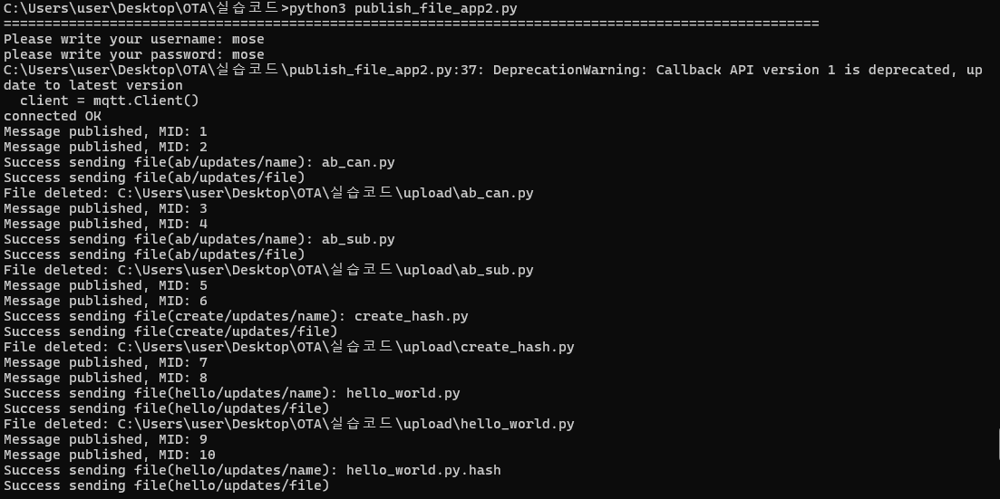 C:\Users\user\Desktop\OTA\실습코드>python3 publish_file_app2.py
====================================================================================================
Please write your username: mose
please write your password: mose
C:\Users\user\Desktop\OTA\실습코드\publish_file_app2.py:37: DeprecationWarning: Callback API version 1 is deprecated, up
date to latest version
  client = mqtt.Client()
connected OK
Message published, MID: 1
Message published, MID: 2
Success sending file(ab/updates/name): ab_can.py
Success sending file(ab/updates/file)
File deleted: C:\Users\user\Desktop\OTA\실습코드\upload\ab_can.py
Message published, MID: 3
Message published, MID: 4
Success sending file(ab/updates/name): ab_sub.py
Success sending file(ab/updates/file)
File deleted: C:\Users\user\Desktop\OTA\실습코드\upload\ab_sub.py
Message published, MID: 5
Message published, MID: 6
Success sending file(create/updates/name): create_hash.py
Success sending file(create/updates/file)
File deleted: C:\Users\user\Desktop\OTA\실습코드\upload\create_hash.py
Message published, MID: 7
Message published, MID: 8
Success sending file(hello/updates/name): hello_world.py
Success sending file(hello/updates/file)
File deleted: C:\Users\user\Desktop\OTA\실습코드\upload\hello_world.py
Message published, MID: 9
Message published, MID: 10
Success sending file(hello/updates/name): hello_world.py.hash
Success sending file(hello/updates/file)